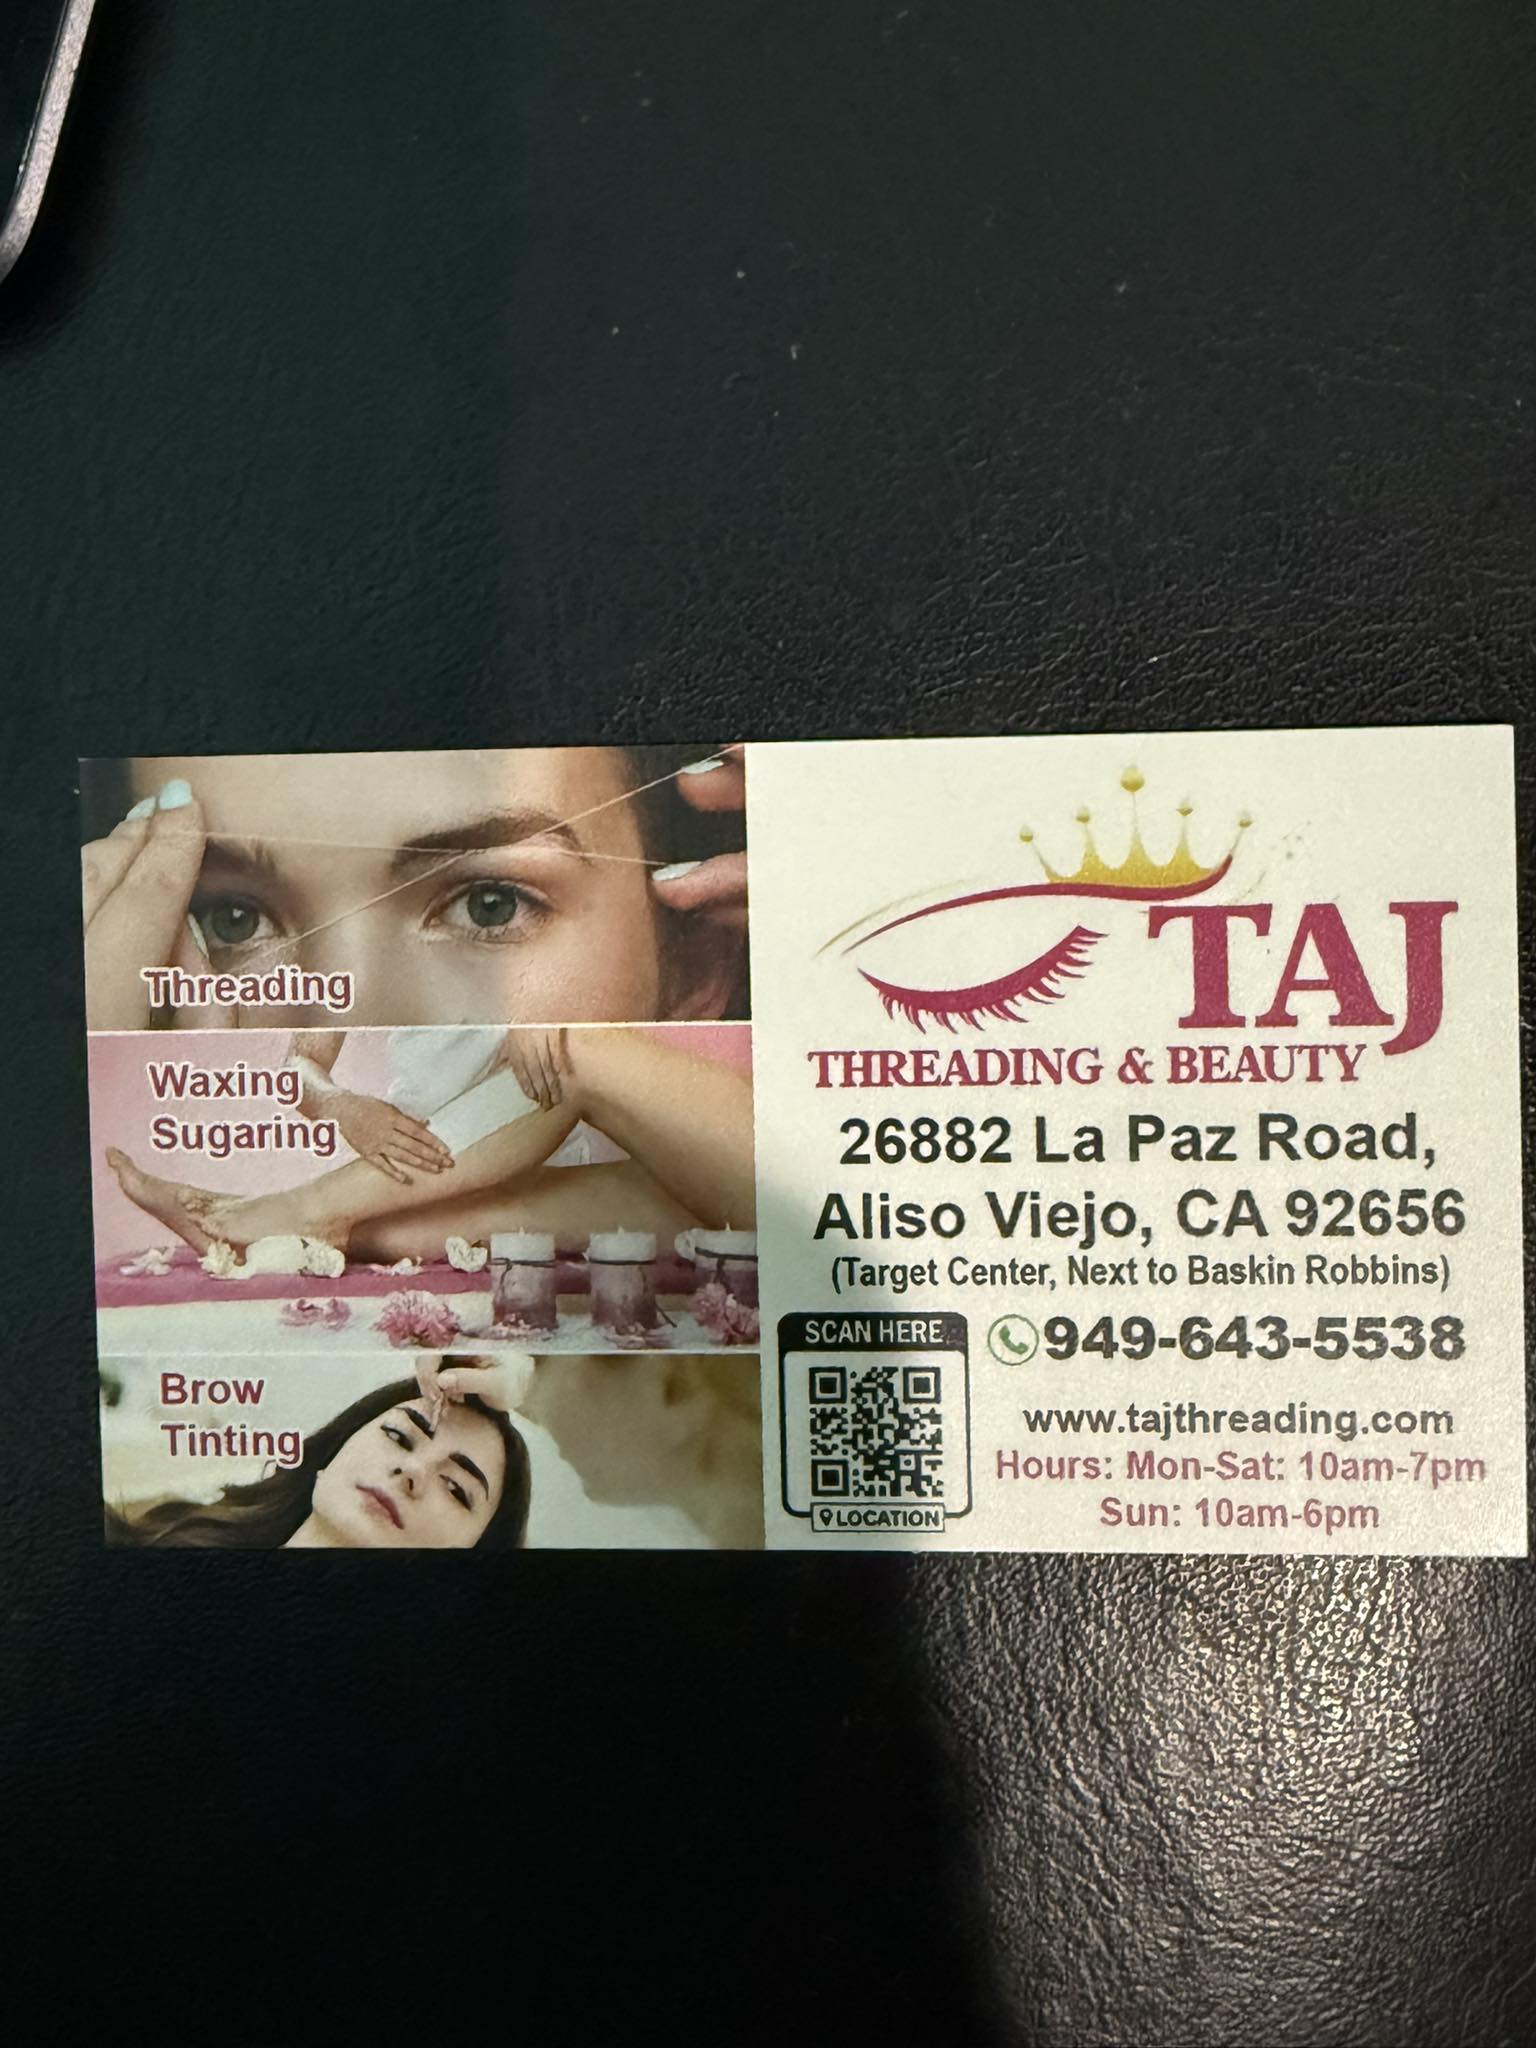 Threading
Waxing
Sugaring
Brow
Tinting
TAJ
THREADING & BEAUTY
26882 La Paz Road,
Aliso Viejo, CA 92656
(Target Center, Next to Baskin Robbins)
SCAN HERE
LOCATION
949-643-5538
www.tajthreading.com
Hours: Mon-Sat: 10am-7pm
Sun: 10am-6pm